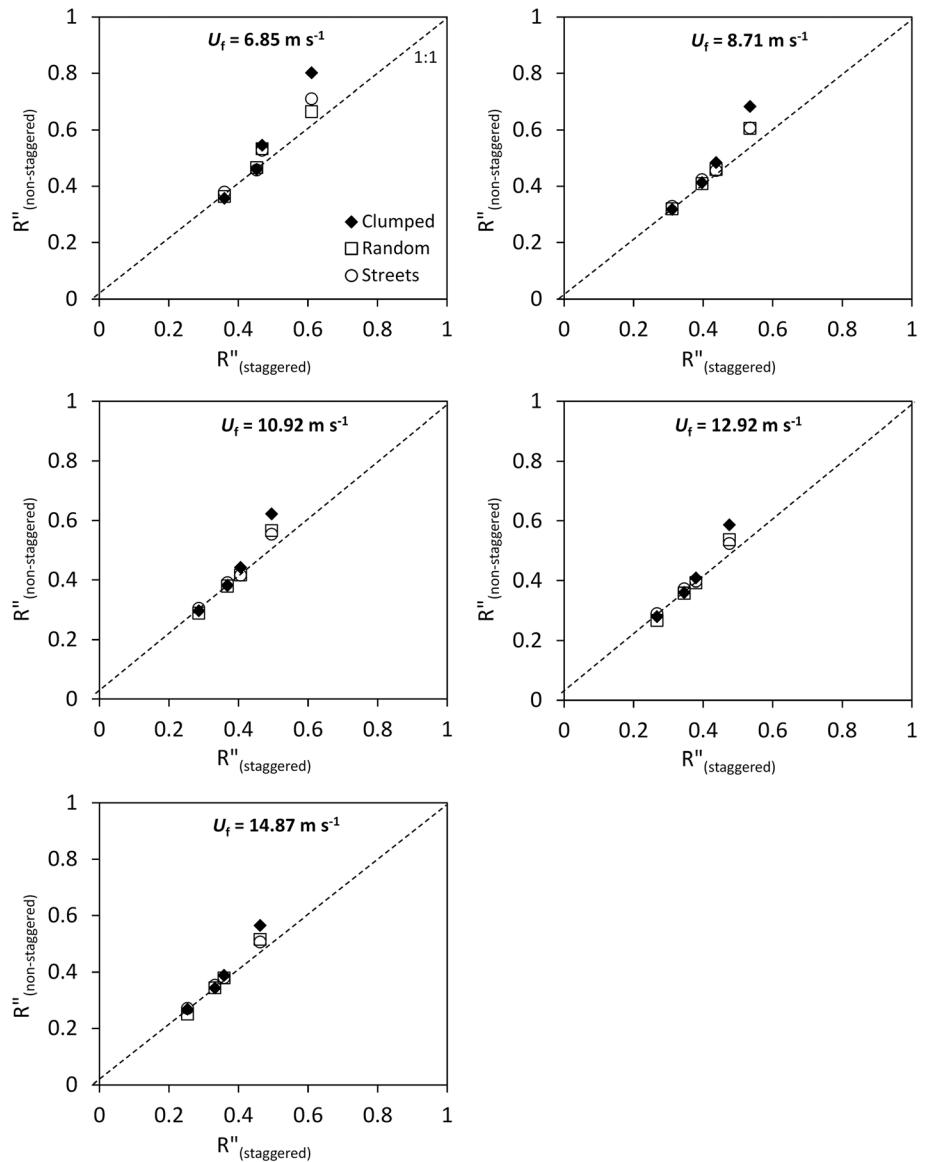 U_f = 6.85 m s⁻¹
1:1
R"(non-staggered)
1
0.8
0.6
0.4
0.2
0
Clumped
Random
Streets
0 0.2 0.4 0.6 0.8 1
R"(staggered)
U_f = 8.71 m s⁻¹
R"(non-staggered)
1
0.8
0.6
0.4
0.2
0
0 0.2 0.4 0.6 0.8 1
R"(staggered)
U_f = 10.92 m s⁻¹
R"(non-staggered)
1
0.8
0.6
0.4
0.2
0
0 0.2 0.4 0.6 0.8 1
R"(staggered)
U_f = 12.92 m s⁻¹
R"(non-staggered)
1
0.8
0.6
0.4
0.2
0
0 0.2 0.4 0.6 0.8 1
R"(staggered)
U_f = 14.87 m s⁻¹
R"(non-staggered)
1
0.8
0.6
0.4
0.2
0
0 0.2 0.4 0.6 0.8 1
R"(staggered)